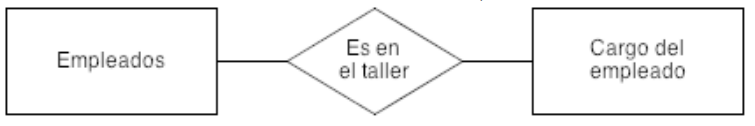 Empleados
Es en
el taller
Cargo del
empleado